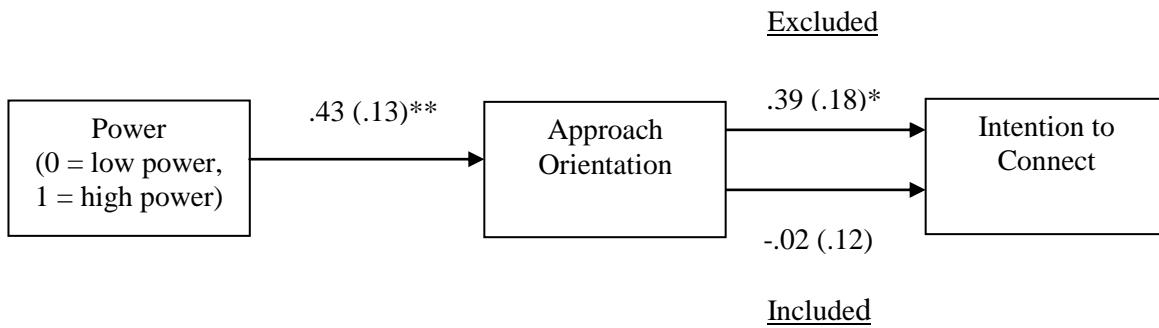 Excluded
.43 (.13)**
.39 (.18)*
Power
(0 = low power,
1 = high power)
Approach
Orientation
Intention to
Connect
-.02 (.12)
Included